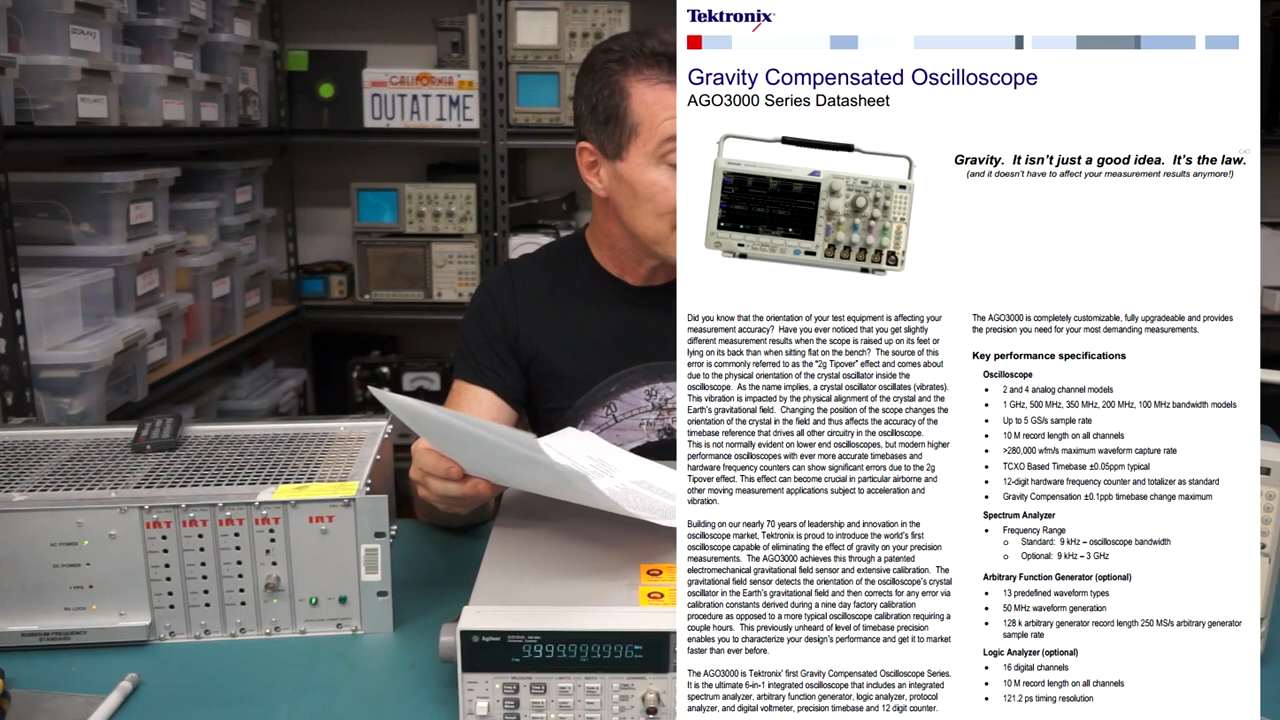 CALIFORNIA
OUTATIME
IRT IRT IRT IRT IRT
AC POWER
DC POWER
RUBIDIUM FREQUENCY
STANDARD
Agilent
9.999.999.996
Tektronix
Gravity Compensated Oscilloscope
AGO3000 Series Datasheet
Gravity. It isn't just a good idea. It's the law.
(and it doesn't have to affect your measurement results anymore!)
Did you know that the orientation of your test equipment is affecting your
measurement accuracy? Have you ever noticed that you get slightly
different measurement results when the scope is raised up on its feet or
lying on its back than when sitting flat on the bench? The source of this
error is commonly referred to as the "2g Tipover" effect and comes about
due to the physical orientation of the crystal oscillator inside the
oscilloscope. As the name implies, a crystal oscillator oscillates (vibrates).
This vibration is impacted by the physical alignment of the crystal and the
Earth's gravitational field. Changing the position of the scope changes the
orientation of the crystal in the field and thus affects the accuracy of the
timebase reference that drives all other circuitry in the oscilloscope.
This is not normally evident on lower end oscilloscopes, but modern higher
performance oscilloscopes with ever more accurate timebases and
hardware frequency counters can show significant errors due to the 2g
Tipover effect. This effect can become crucial in particular airborne and
other moving measurement applications subject to acceleration and
vibration.
Building on our nearly 70 years of leadership and innovation in the
oscilloscope market, Tektronix is proud to introduce the world's first
oscilloscope capable of eliminating the effect of gravity on your precision
measurements. The AGO3000 achieves this through a patented
electromechanical gravitational field sensor and extensive calibration. The
gravitational field sensor detects the orientation of the oscilloscope's crystal
oscillator in the Earth's gravitational field and then corrects for any error via
calibration constants derived during a nine day factory calibration
procedure as opposed to a more typical oscilloscope calibration requiring a
couple hours. This previously unheard of level of timebase precision
enables you to characterize your design's performance and get it to market
faster than ever before.
The AGO3000 is Tektronix' first Gravity Compensated Oscilloscope Series.
It is the ultimate 6-in-1 integrated oscilloscope that includes an integrated
spectrum analyzer, arbitrary function generator, logic analyzer, protocol
analyzer, and digital voltmeter, precision timebase and 12 digit counter.
The AGO3000 is completely customizable, fully upgradeable and provides
the precision you need for your most demanding measurements.
Key performance specifications
Oscilloscope
• 2 and 4 analog channel models
• 1 GHz, 500 MHz, 350 MHz, 200 MHz, 100 MHz bandwidth models
• Up to 5 GS/s sample rate
• 10 M record length on all channels
• >280,000 wfm/s maximum waveform capture rate
• TCXO Based Timebase ±0.05ppm typical
• 12-digit hardware frequency counter and totalizer as standard
• Gravity Compensation ±0.1ppb timebase change maximum
Spectrum Analyzer
• Frequency Range
o Standard: 9 kHz – oscilloscope bandwidth
o Optional: 9 kHz – 3 GHz
Arbitrary Function Generator (optional)
• 13 predefined waveform types
• 50 MHz waveform generation
• 128 k arbitrary generator record length 250 MS/s arbitrary generator
sample rate
Logic Analyzer (optional)
• 16 digital channels
• 10 M record length on all channels
• 121.2 ps timing resolution